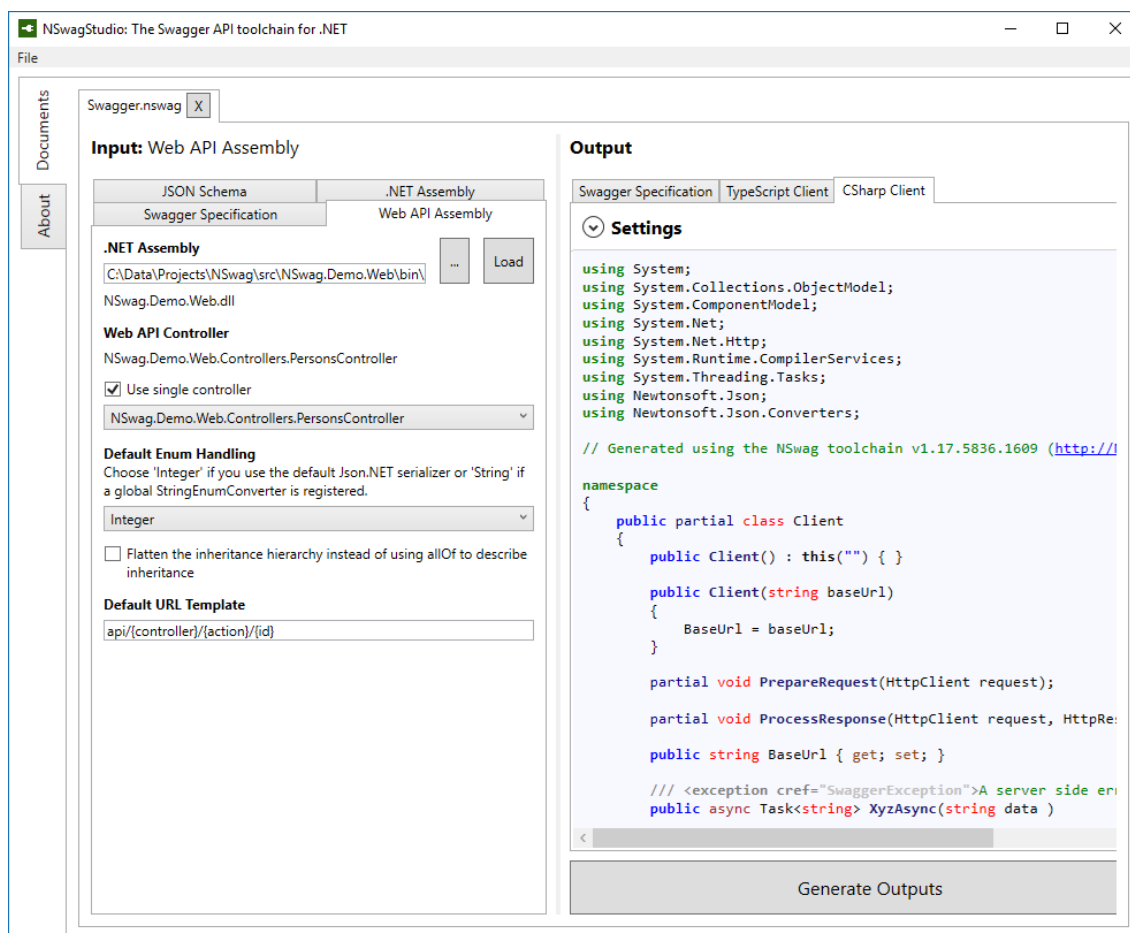 NSwagStudio: The Swagger API toolchain for .NET
File
Documents
About
Swagger.nswag X
Input: Web API Assembly
JSON Schema .NET Assembly
Swagger Specification Web API Assembly
.NET Assembly
C:\Data\Projects\NSwag\src\NSwag.Demo.Web\bin\ ... Load
NSwag.Demo.Web.dll
Web API Controller
NSwag.Demo.Web.Controllers.PersonsController
Use single controller
NSwag.Demo.Web.Controllers.PersonsController
Default Enum Handling
Choose 'Integer' if you use the default Json.NET serializer or 'String' if
a global StringEnumConverter is registered.
Integer
Flatten the inheritance hierarchy instead of using allOf to describe
inheritance
Default URL Template
api/{controller}/{action}/{id}
Output
Swagger Specification TypeScript Client CSharp Client
Settings
using System;
using System.Collections.ObjectModel;
using System.ComponentModel;
using System.Net;
using System.Net.Http;
using System.Runtime.CompilerServices;
using System.Threading.Tasks;
using Newtonsoft.Json;
using Newtonsoft.Json.Converters;
// Generated using the NSwag toolchain v1.17.5836.1609 (http://
namespace
{
public partial class Client
{
public Client() : this("") { }
public Client(string baseUrl)
{
BaseUrl = baseUrl;
}
partial void PrepareRequest(HttpClient request);
partial void ProcessResponse(HttpClient request, HttpRe
public string BaseUrl { get; set; }
/// <exception cref="SwaggerException">A server side
public async Task<string> XyzAsync(string data )
Generate Outputs